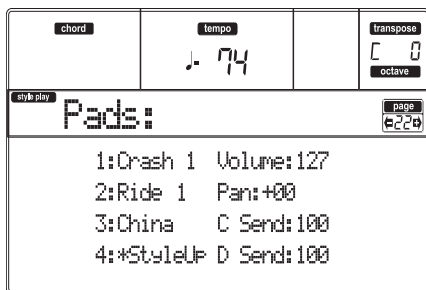 chord tempo transpose
♩- 74 C 0
octave
style play
Pads: page
22
1:Crash 1 Volume:127
2:Ride 1 Pan:+00
3:China C Send:100
4:*StyleUp D Send:100